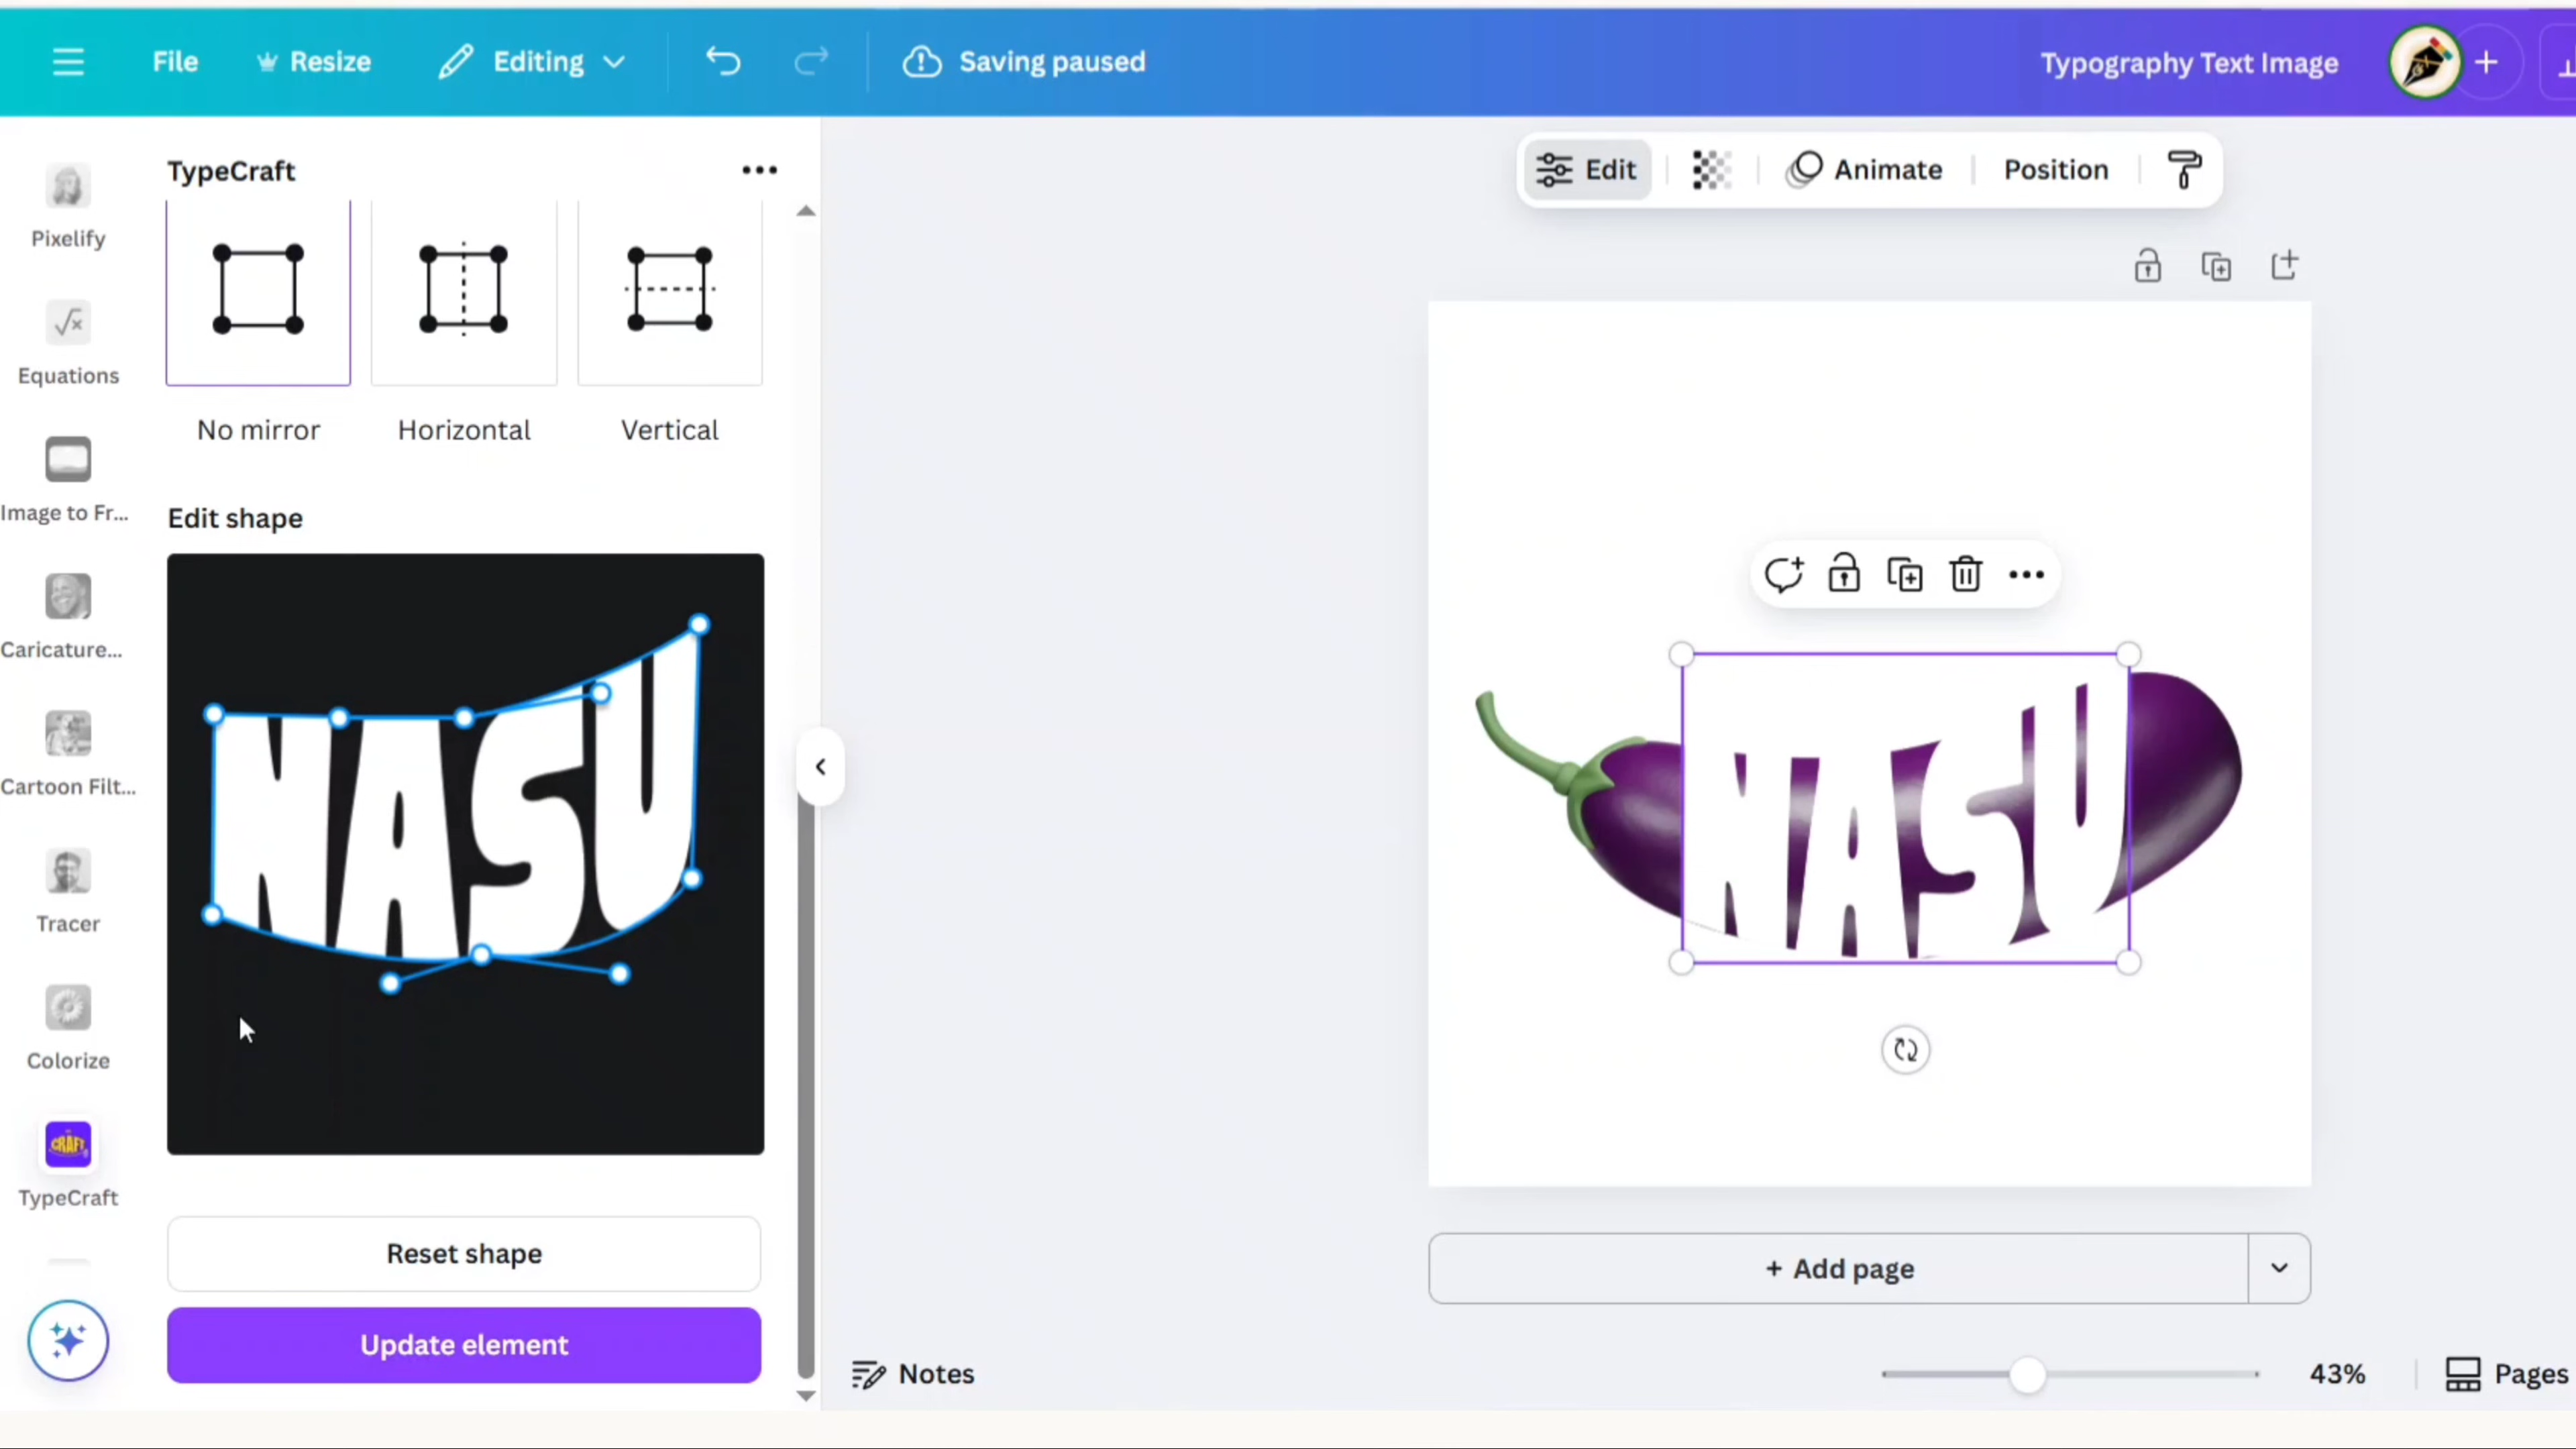 File
Resize
Editing
Saving paused
Typography Text Image
Pixelify
Equations
Image to Fr...
Caricature...
Cartoon Filt...
Tracer
Colorize
CRAFT
TypeCraft
TypeCraft
No mirror
Horizontal
Vertical
Edit shape
NASU
Reset shape
Update element
Edit
Animate
Position
NASU
+ Add page
Notes
43%
Pages